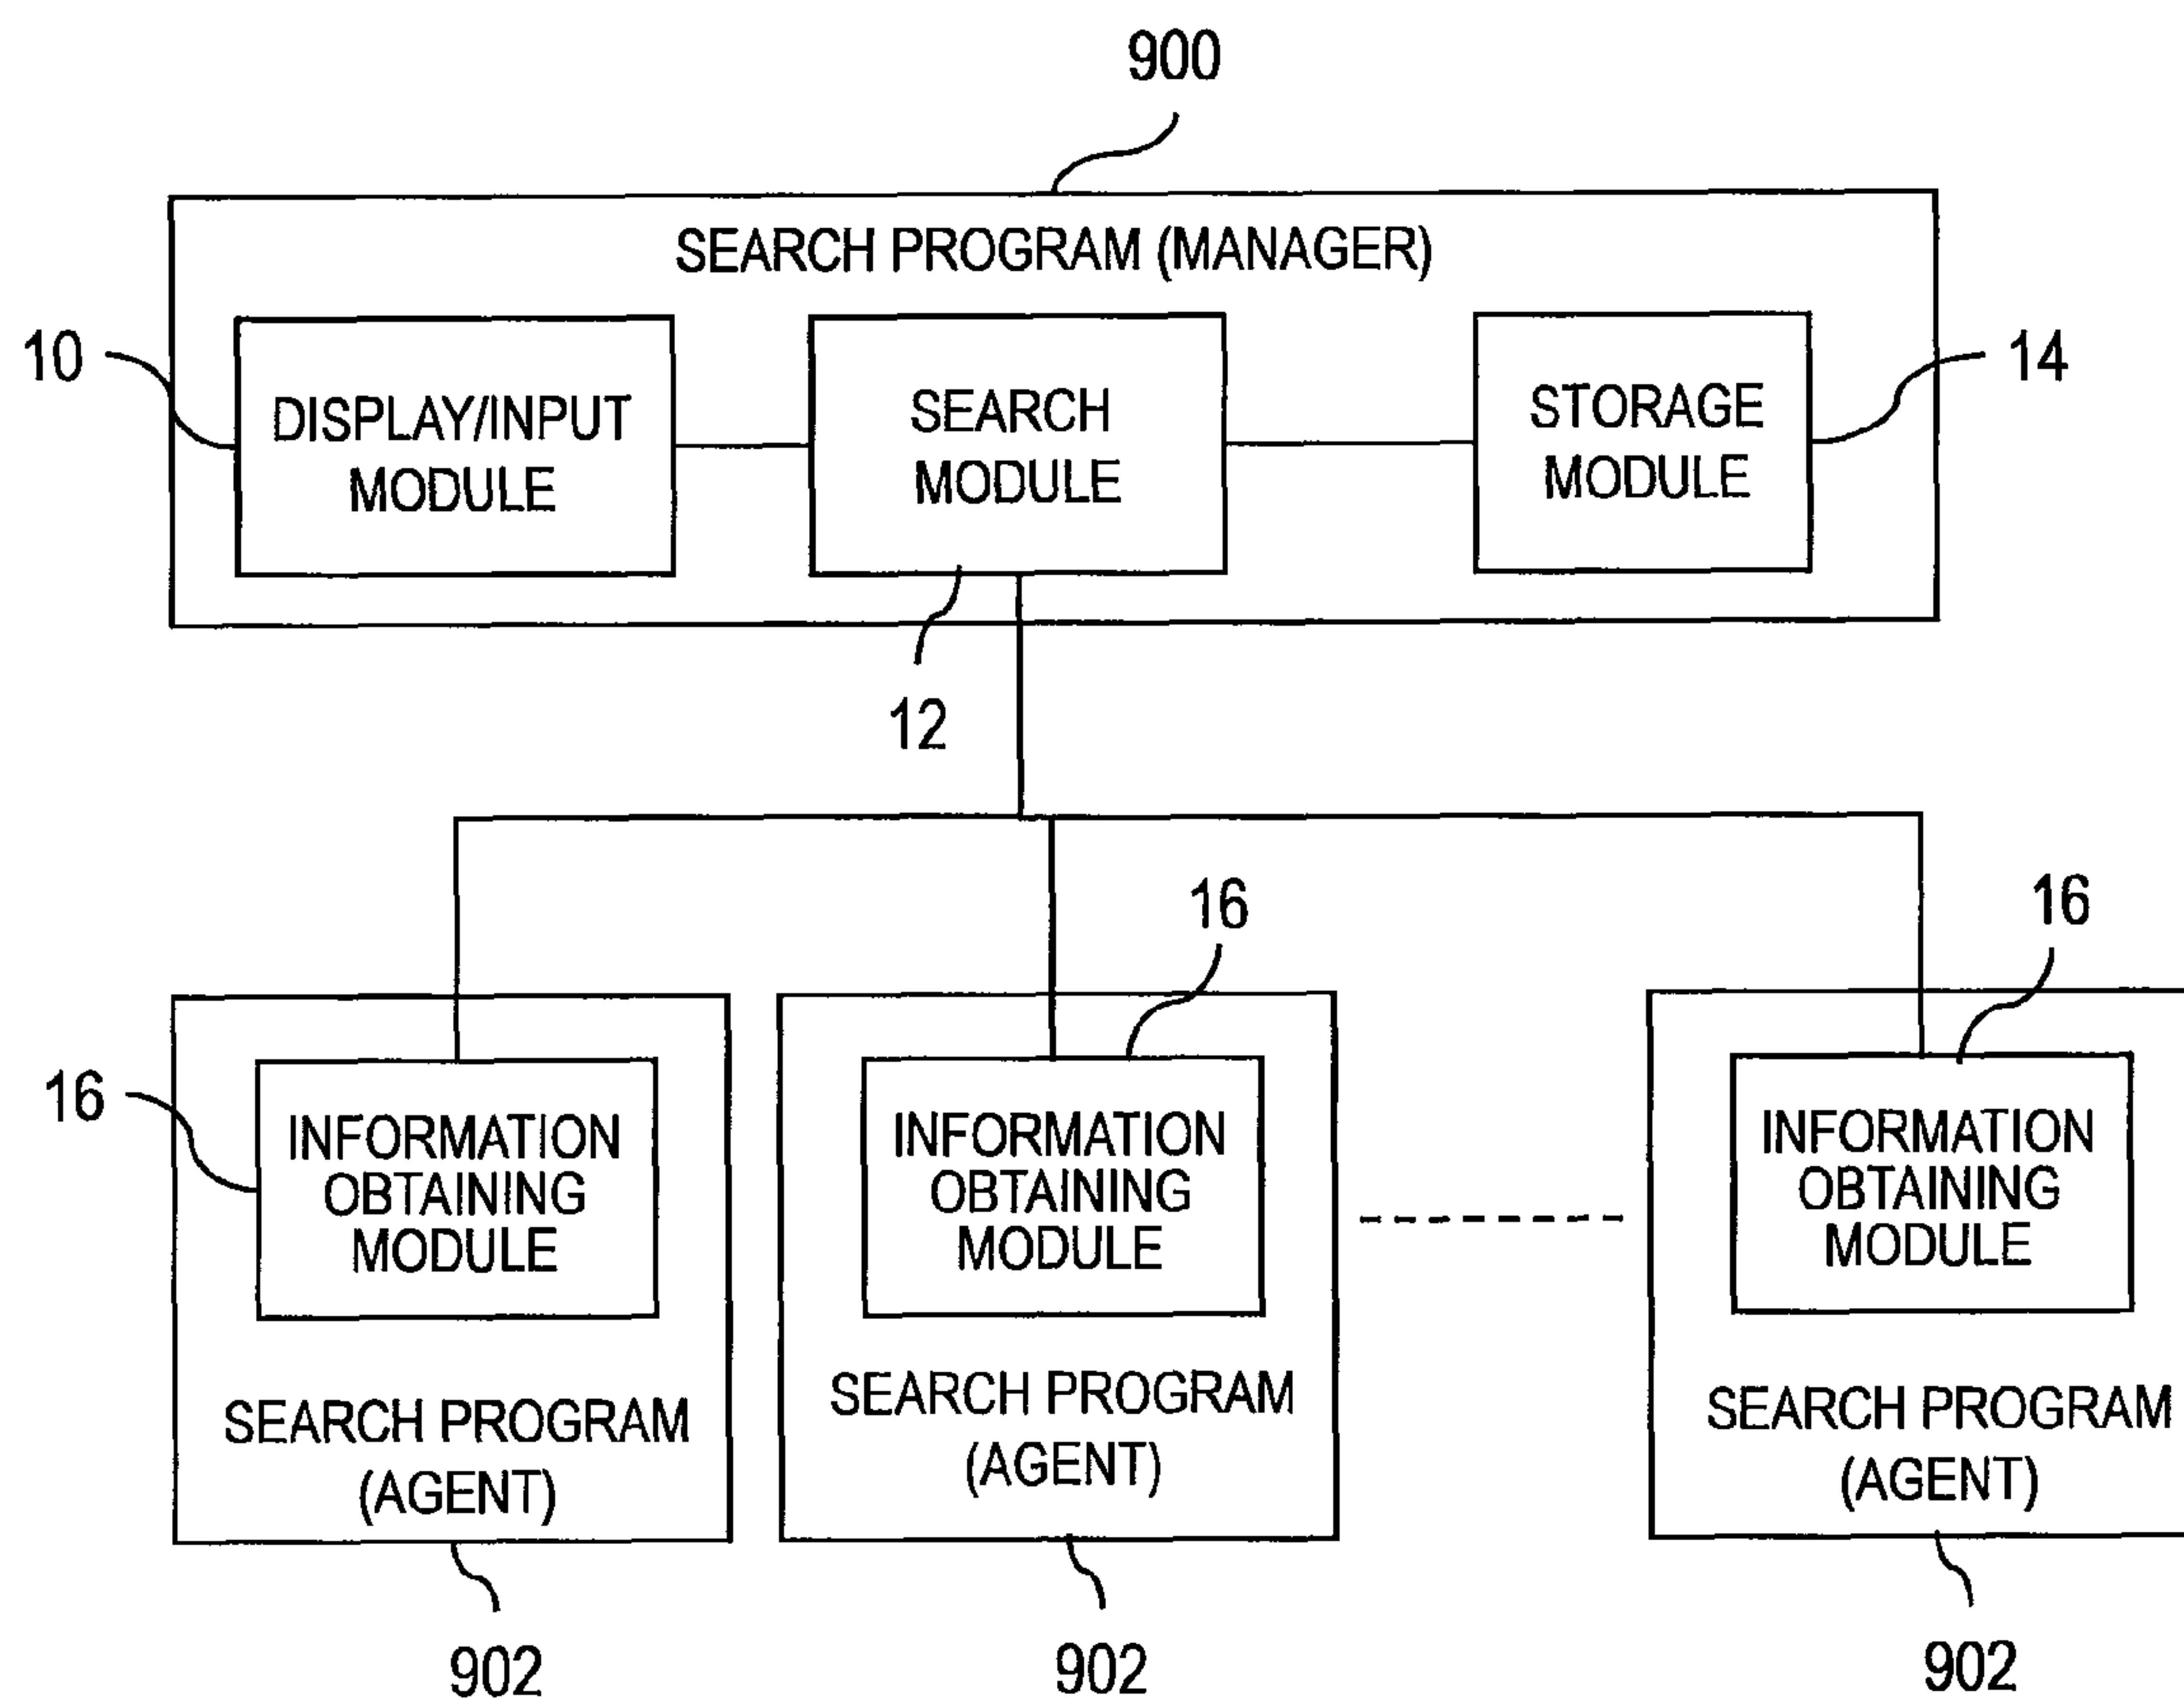 900
SEARCH PROGRAM (MANAGER)
10
DISPLAY/INPUT
MODULE
SEARCH
MODULE
STORAGE
MODULE
14
12
16
INFORMATION
OBTAINING
MODULE
SEARCH PROGRAM
(AGENT)
902
16
INFORMATION
OBTAINING
MODULE
SEARCH PROGRAM
(AGENT)
902
16
INFORMATION
OBTAINING
MODULE
SEARCH PROGRAM
(AGENT)
902